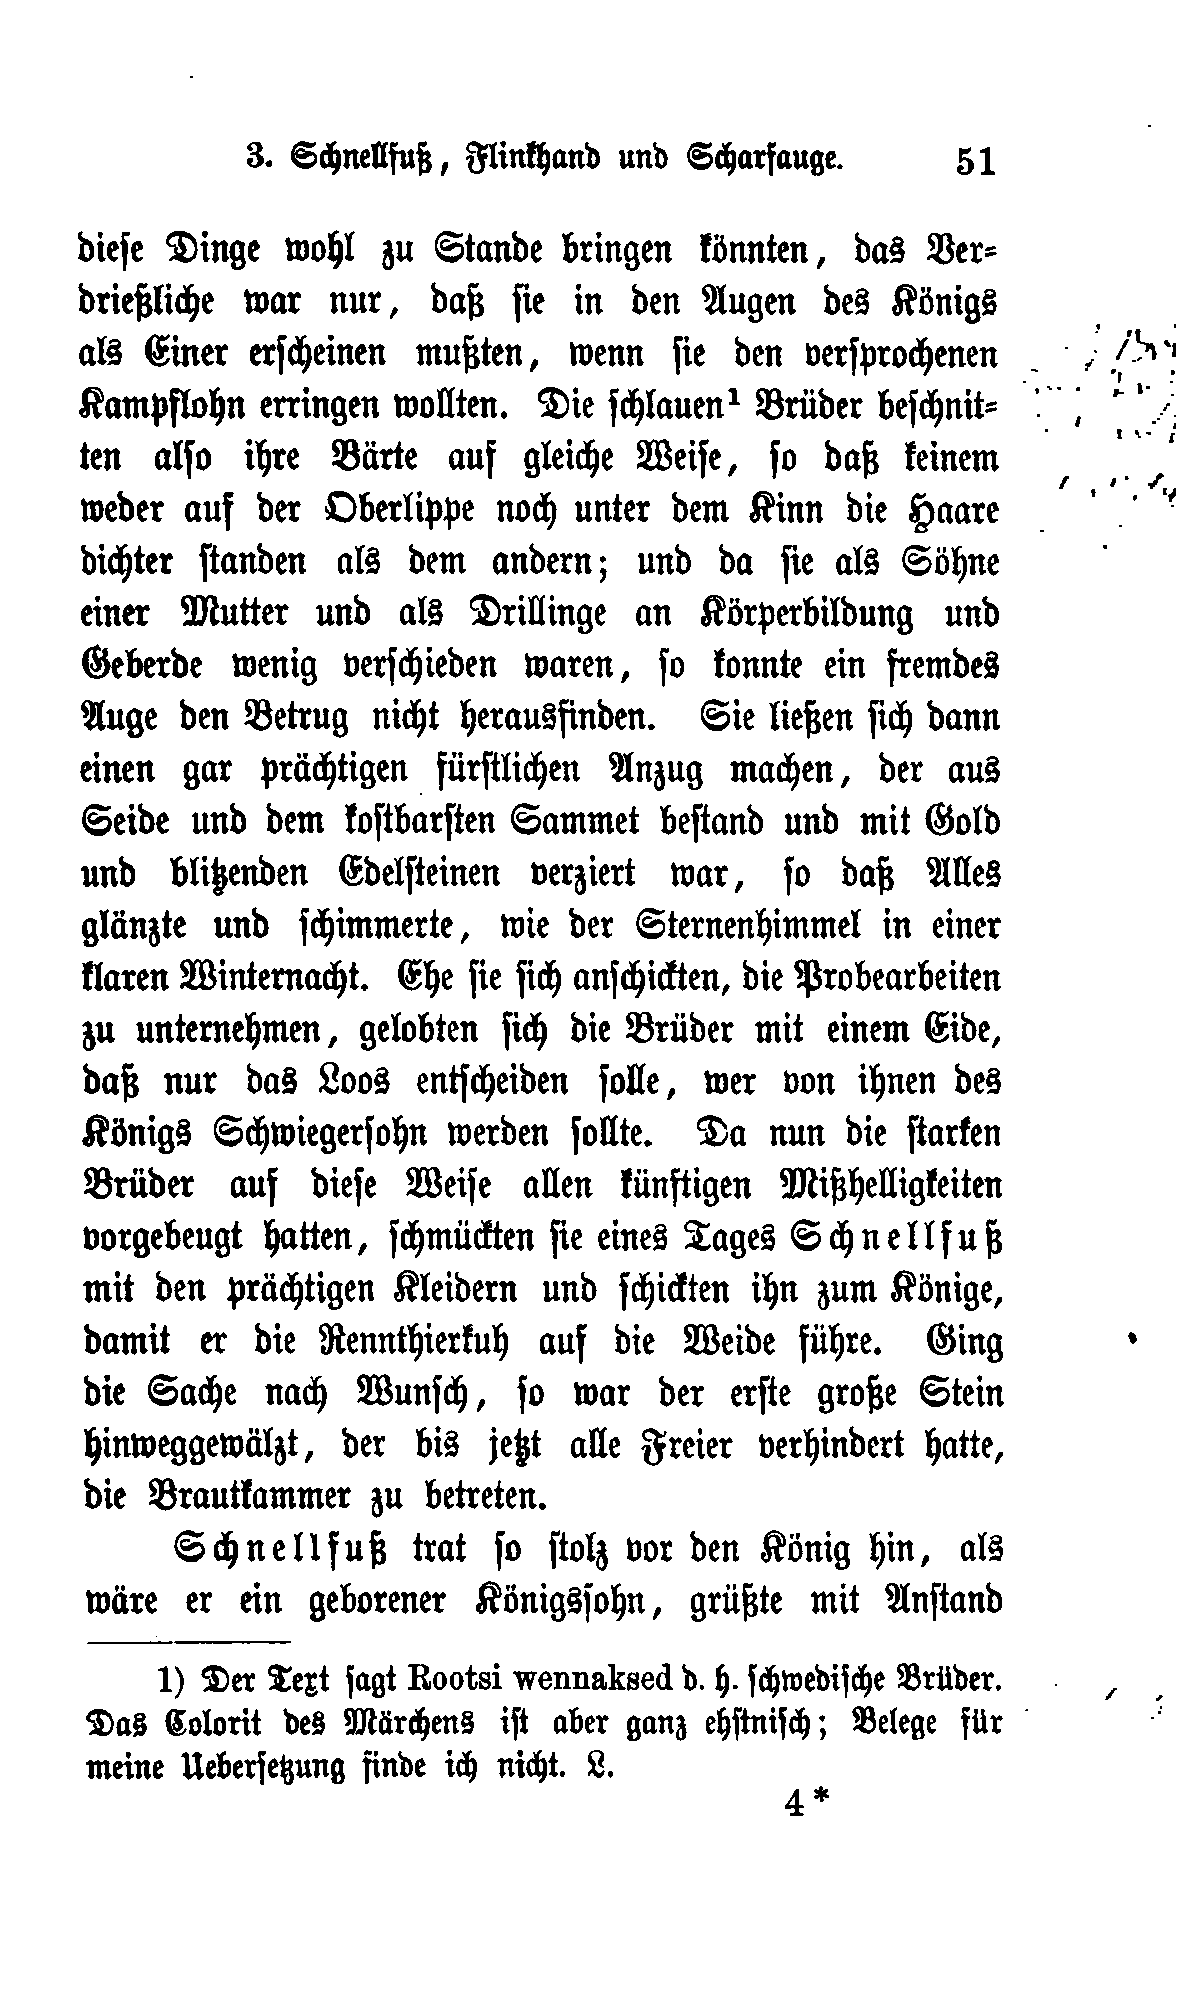 3. Schnellfuß, Flinkhand und Scharfauge. 51
diese Dinge wohl zu Stande bringen könnten, das Ver-
drießliche war nur, daß sie in den Augen des Königs
als Einer erscheinen mußten, wenn sie den versprochenen
Kampflohn erringen wollten. Die schlauen¹ Brüder beschnit-
ten also ihre Bärte auf gleiche Weise, so daß keinem
weder auf der Oberlippe noch unter dem Kinn die Haare
dichter standen als dem andern; und da sie als Söhne
einer Mutter und als Drillinge an Körperbildung und
Geberde wenig verschieden waren, so konnte ein fremdes
Auge den Betrug nicht herausfinden. Sie ließen sich dann
einen gar prächtigen fürstlichen Anzug machen, der aus
Seide und dem kostbarsten Sammet bestand und mit Gold
und blitzenden Edelsteinen verziert war, so daß Alles
glänzte und schimmerte, wie der Sternenhimmel in einer
klaren Winternacht. Ehe sie sich anschickten, die Probearbeiten
zu unternehmen, gelobten sich die Brüder mit einem Eide,
daß nur das Loos entscheiden solle, wer von ihnen des
Königs Schwiegersohn werden sollte. Da nun die starken
Brüder auf diese Weise allen künftigen Mißhelligkeiten
vorgebeugt hatten, schmückten sie eines Tages Schnellfuß
mit den prächtigen Kleidern und schickten ihn zum Könige,
damit er die Rennthierkuh auf die Weide führe. Ging
die Sache nach Wunsch, so war der erste große Stein
hinweggewälzt, der bis jetzt alle Freier verhindert hatte,
die Brautkammer zu betreten.
Schnellfuß trat so stolz vor den König hin, als
wäre er ein geborener Königssohn, grüßte mit Anstand
1) Der Text sagt Rootsi wennaksed d. h. schwedische Brüder.
Das Colorit des Märchens ist aber ganz ehstnisch; Belege für
meine Uebersetzung finde ich nicht. L.
4*